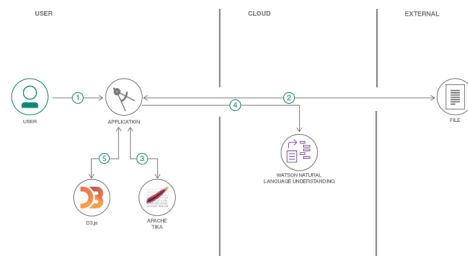 USER
CLOUD
EXTERNAL
1
2
4
USER
APPLICATION
FILE
5
3
WATSON NATURAL
LANGUAGE UNDERSTANDING
D3.js
APACHE
TIKA